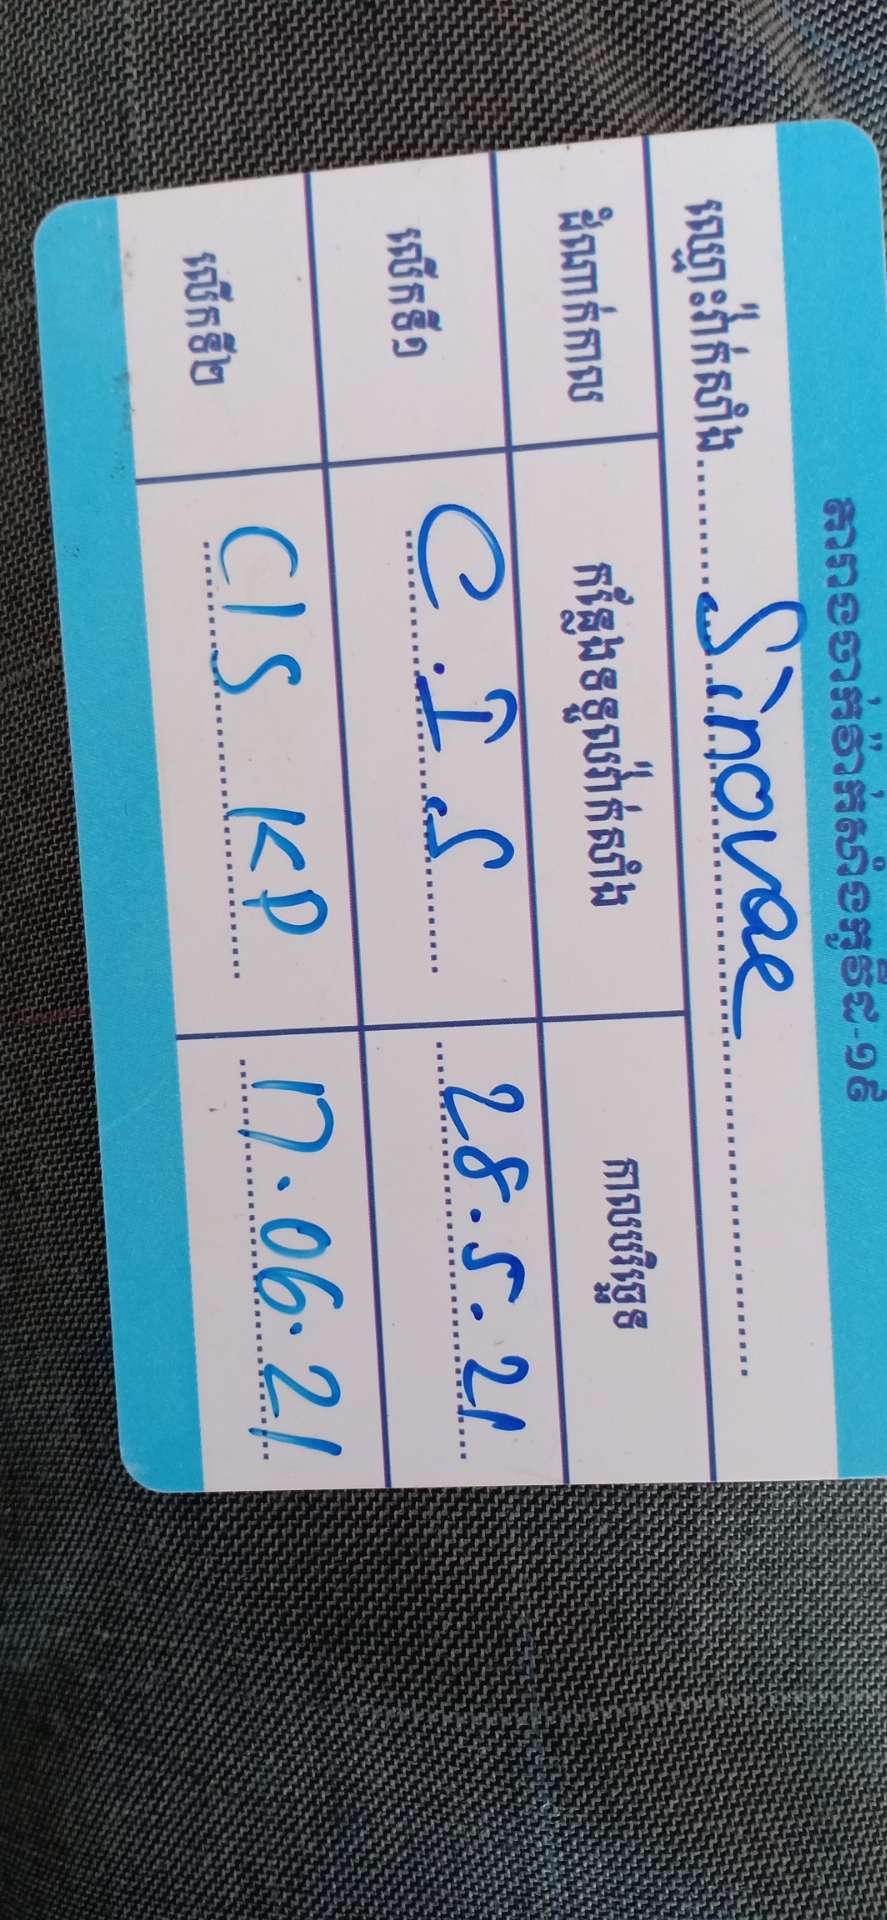 តារាងចាក់វ៉ាក់សាំងកូវីដ-១៩
ឈ្មោះវ៉ាក់សាំង Sinovac
ដំណាក់កាល កន្លែងទទួលវ៉ាក់សាំង កាលបរិច្ឆេទ
លើកទី១ C.I.S 28.5.21
លើកទី២ CIS KP 17.06.21